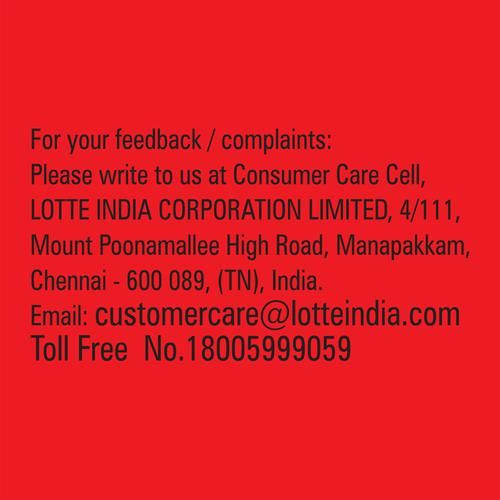 For your feedback / complaints:
Please write to us at Consumer Care Cell,
LOTTE INDIA CORPORATION LIMITED, 4/111,
Mount Poonamallee High Road, Manapakkam,
Chennai - 600 089, (TN), India.
Email: customercare@lotteindia.com
Toll Free No.18005999059